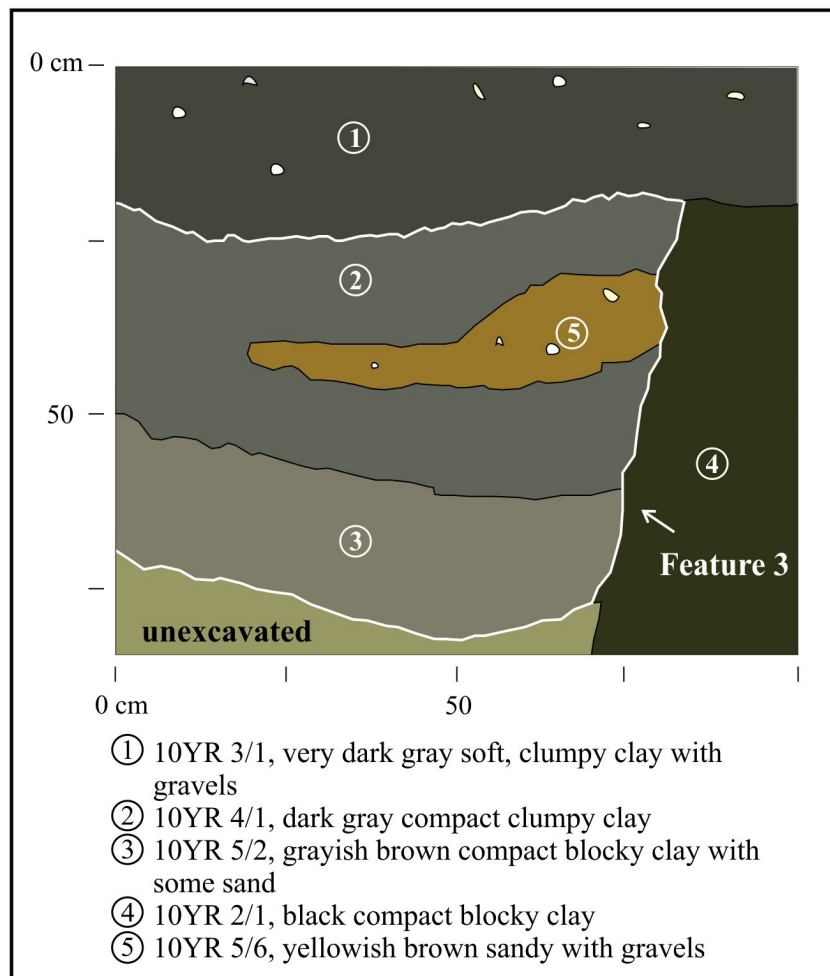 0 cm
①
②
⑤
50
④
③
Feature 3
unexcavated
0 cm
50
① 10YR 3/1, very dark gray soft, clumpy clay with
gravels
② 10YR 4/1, dark gray compact clumpy clay
③ 10YR 5/2, grayish brown compact blocky clay with
some sand
④ 10YR 2/1, black compact blocky clay
⑤ 10YR 5/6, yellowish brown sandy with gravels